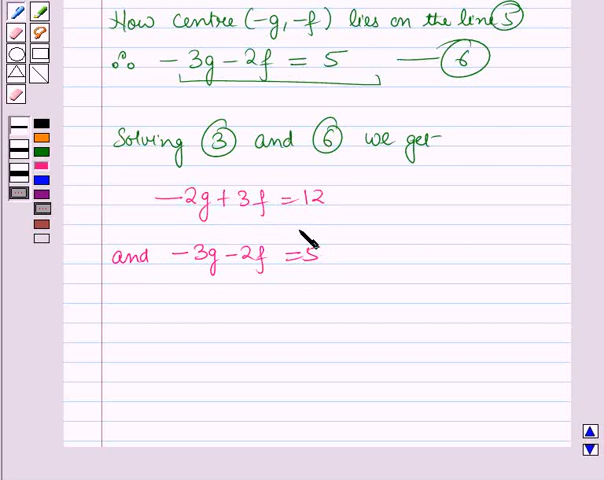 How centre (-g, -f) lies on the line 5
∴ -3g - 2f = 5 — 6
Solving 3 and 6 we get-
-2g + 3f = 12
and -3g - 2f = 5